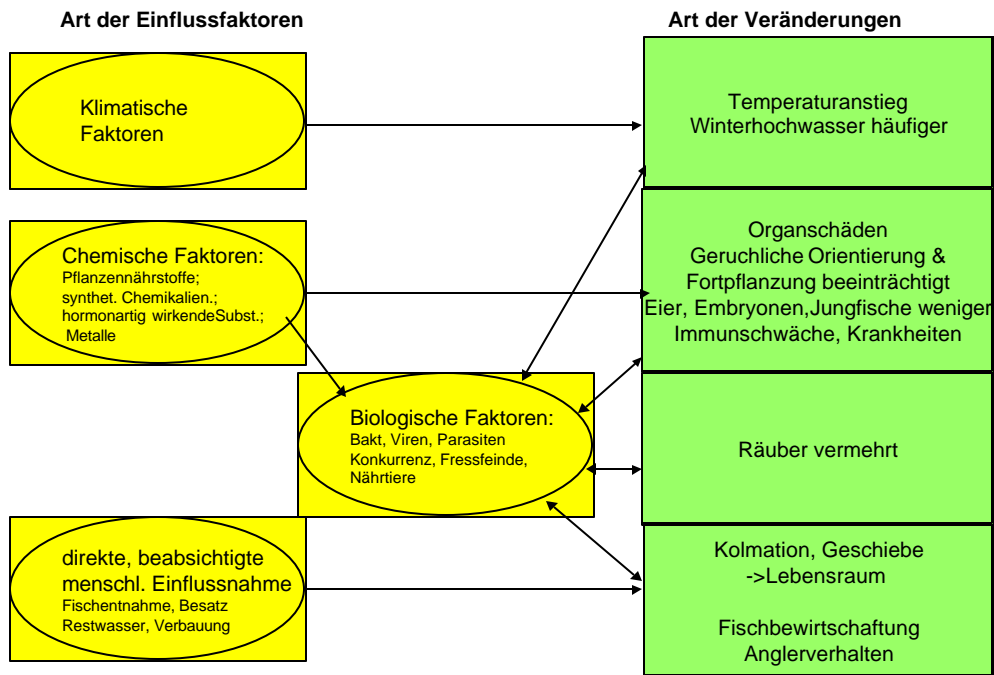 Art der Einflussfaktoren
Art der Veränderungen
Klimatische
Faktoren
Temperaturanstieg
Winterhochwasser häufiger
Chemische Faktoren:
Pflanzennährstoffe;
synthet. Chemikalien.;
hormonartig wirkendeSubst.;
Metalle
Organschäden
Geruchliche Orientierung &
Fortpflanzung beeinträchtigt
Eier, Embryonen,Jungfische weniger
Immunschwäche, Krankheiten
Biologische Faktoren:
Bakt, Viren, Parasiten
Konkurrenz, Fressfeinde,
Nährtiere
Räuber vermehrt
direkte, beabsichtigte
menschl. Einflussnahme
Fischentnahme, Besatz
Restwasser, Verbauung
Kolmation, Geschiebe
->Lebensraum
Fischbewirtschaftung
Anglerverhalten